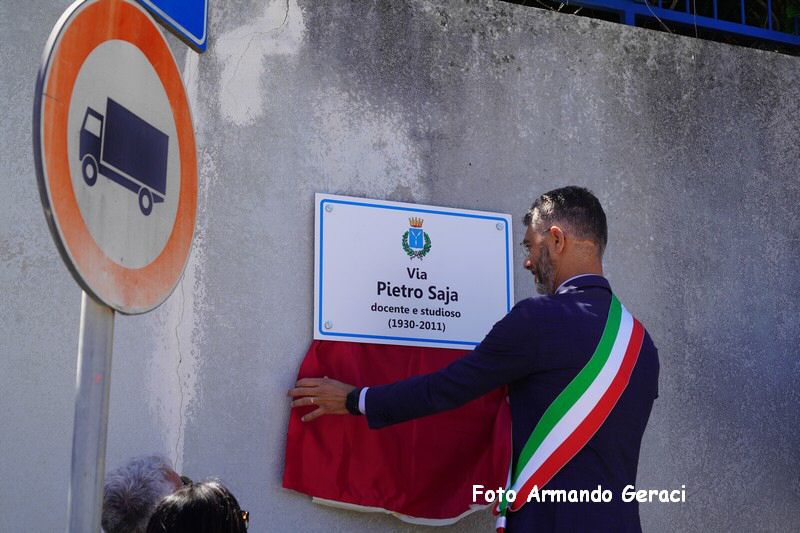 Via
Pietro Saja
docente e studioso
(1930-2011)
Foto Armando Geraci